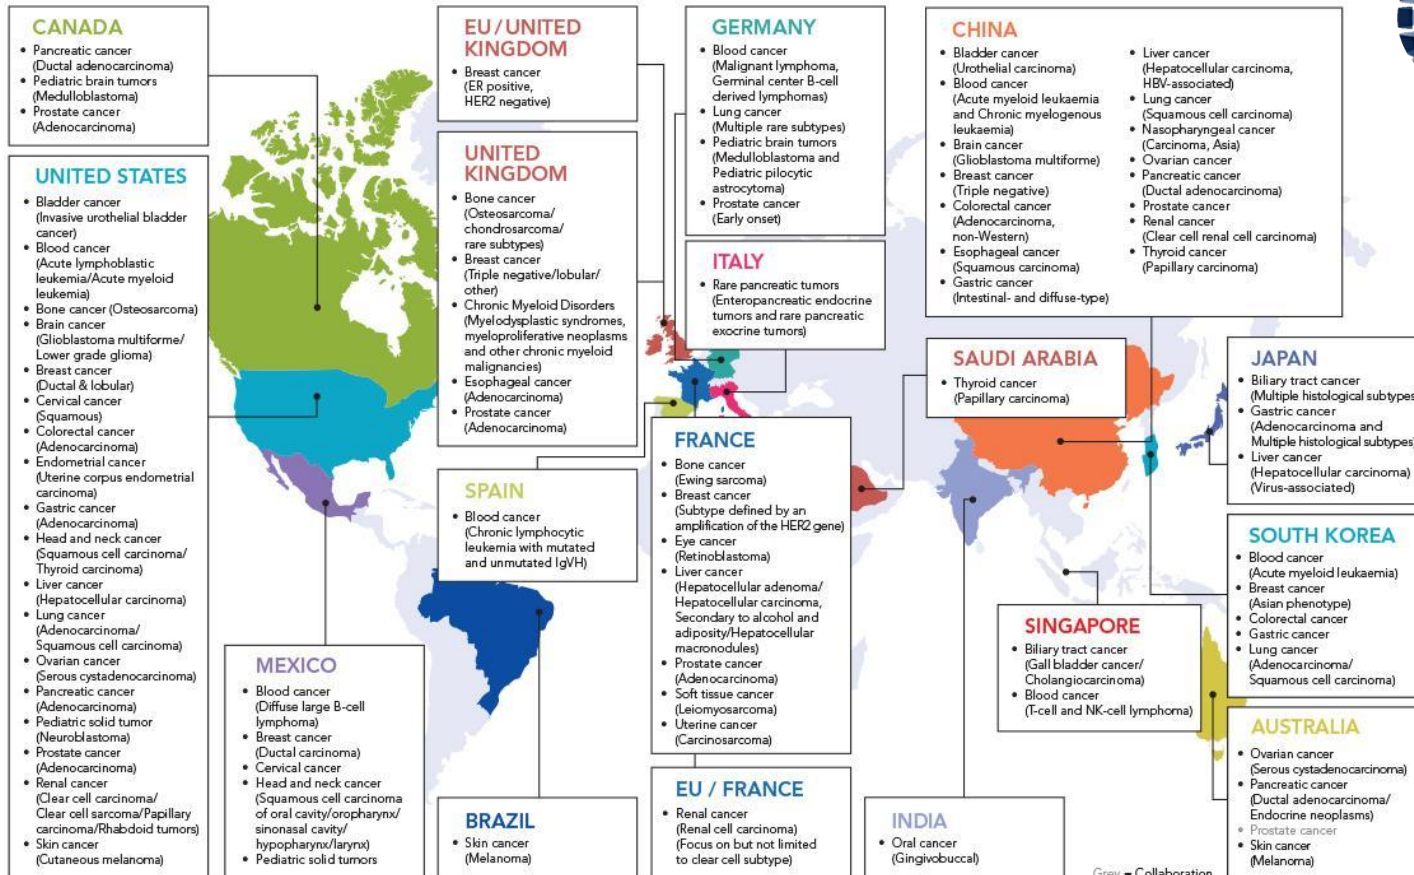 CANADA
• Pancreatic cancer
(Ductal adenocarcinoma)
• Pediatric brain tumors
(Medulloblastoma)
• Prostate cancer
(Adenocarcinoma)
UNITED STATES
• Bladder cancer
(Invasive urothelial bladder
cancer)
• Blood cancer
(Acute lymphoblastic
leukemia/Acute myeloid
leukemia)
• Bone cancer (Osteosarcoma)
• Brain cancer
(Glioblastoma multiforme/
Lower grade glioma)
• Breast cancer
(Ductal & lobular)
• Cervical cancer
(Squamous)
• Colorectal cancer
(Adenocarcinoma)
• Endometrial cancer
(Uterine corpus endometrial
carcinoma)
• Gastric cancer
(Adenocarcinoma)
• Head and neck cancer
(Squamous cell carcinoma/
Thyroid carcinoma)
• Liver cancer
(Hepatocellular carcinoma)
• Lung cancer
(Adenocarcinoma/
Squamous cell carcinoma)
• Ovarian cancer
(Serous cystadenocarcinoma)
• Pancreatic cancer
(Adenocarcinoma)
• Pediatric solid tumor
(Neuroblastoma)
• Prostate cancer
(Adenocarcinoma)
• Renal cancer
(Clear cell carcinoma/
Clear cell sarcoma/Papillary
carcinoma/Rhabdoid tumors)
• Skin cancer
(Cutaneous melanoma)
MEXICO
• Blood cancer
(Diffuse large B-cell
lymphoma)
• Breast cancer
(Ductal carcinoma)
• Cervical cancer
• Head and neck cancer
(Squamous cell carcinoma
of oral cavity/oropharynx/
sinonasal cavity/
hypopharynx/larynx)
• Pediatric solid tumors
EU / UNITED
KINGDOM
• Breast cancer
(ER positive,
HER2 negative)
UNITED
KINGDOM
• Bone cancer
(Osteosarcoma/
chondrosarcoma/
rare subtypes)
• Breast cancer
(Triple negative/lobular/
other)
• Chronic Myeloid Disorders
(Myelodysplastic syndromes,
myeloproliferative neoplasms
and other chronic myeloid
malignancies)
• Esophageal cancer
(Adenocarcinoma)
• Prostate cancer
(Adenocarcinoma)
SPAIN
• Blood cancer
(Chronic lymphocytic
leukemia with mutated
and unmutated IgVH)
BRAZIL
• Skin cancer
(Melanoma)
GERMANY
• Blood cancer
(Malignant lymphoma,
Germinal center B-cell
derived lymphomas)
• Lung cancer
(Multiple rare subtypes)
• Pediatric brain tumors
(Medulloblastoma and
Pediatric pilocytic
astrocytoma)
• Prostate cancer
(Early onset)
ITALY
• Rare pancreatic tumors
(Enteropancreatic endocrine
tumors and rare pancreatic
exocrine tumors)
FRANCE
• Bone cancer
(Ewing sarcoma)
• Breast cancer
(Subtype defined by an
amplification of the HER2 gene)
• Eye cancer
(Retinoblastoma)
• Liver cancer
(Hepatocellular adenoma/
Hepatocellular carcinoma,
Secondary to alcohol and
adiposity/Hepatocellular
macronodules)
• Prostate cancer
(Adenocarcinoma)
• Soft tissue cancer
(Leiomyosarcoma)
• Uterine cancer
(Carcinosarcoma)
EU / FRANCE
• Renal cancer
(Renal cell carcinoma)
(Focus on but not limited
to clear cell subtype)
CHINA
• Bladder cancer
(Urothelial carcinoma)
• Blood cancer
(Acute myeloid leukaemia
and Chronic myelogenous
leukaemia)
• Brain cancer
(Glioblastoma multiforme)
• Breast cancer
(Triple negative)
• Colorectal cancer
(Adenocarcinoma,
non-Western)
• Esophageal cancer
(Squamous carcinoma)
• Gastric cancer
(Intestinal- and diffuse-type)
• Liver cancer
(Hepatocellular carcinoma,
HBV-associated)
• Lung cancer
(Squamous cell carcinoma)
• Nasopharyngeal cancer
(Carcinoma, Asia)
• Ovarian cancer
• Pancreatic cancer
(Ductal adenocarcinoma)
• Prostate cancer
• Renal cancer
(Clear cell renal cell carcinoma)
• Thyroid cancer
(Papillary carcinoma)
SAUDI ARABIA
• Thyroid cancer
(Papillary carcinoma)
JAPAN
• Biliary tract cancer
(Multiple histological subtypes
• Gastric cancer
(Adenocarcinoma and
Multiple histological subtypes
• Liver cancer
(Hepatocellular carcinoma)
(Virus-associated)
SOUTH KOREA
• Blood cancer
(Acute myeloid leukaemia)
• Breast cancer
(Asian phenotype)
• Colorectal cancer
• Gastric cancer
• Lung cancer
(Adenocarcinoma/
Squamous cell carcinoma)
SINGAPORE
• Biliary tract cancer
(Gall bladder cancer/
Cholangiocarcinoma)
• Blood cancer
(T-cell and NK-cell lymphoma)
AUSTRALIA
• Ovarian cancer
(Serous cystadenocarcinoma)
• Pancreatic cancer
(Ductal adenocarcinoma/
Endocrine neoplasms)
• Prostate cancer
• Skin cancer
(Melanoma)
INDIA
• Oral cancer
(Gingivobuccal)
Grey = Collaboration